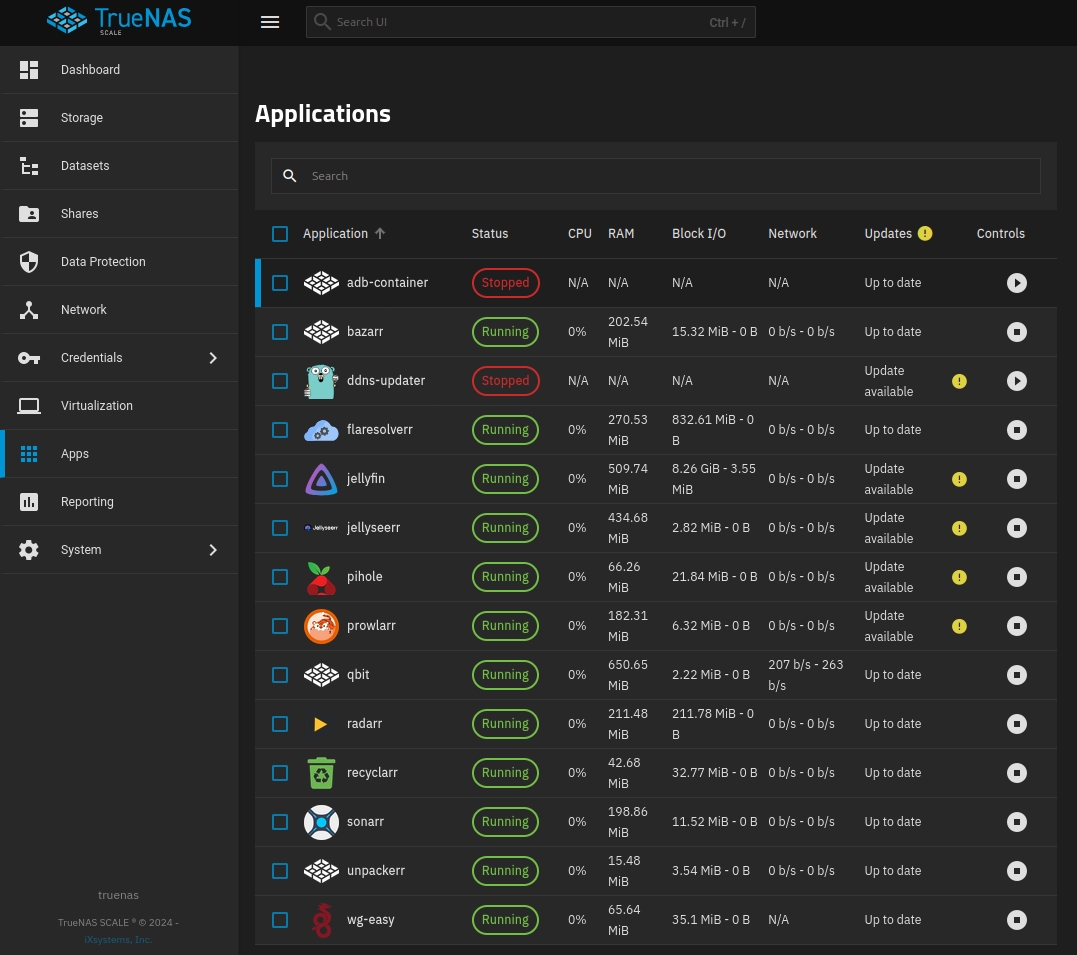 TrueNAS
SCALE
Search UI Ctrl + /
Dashboard
Storage
Datasets
Shares
Data Protection
Network
Credentials
Virtualization
Apps
Reporting
System
truenas
TrueNAS SCALE ® © 2024 -
iXsystems, Inc.
Applications
Search
Application Status CPU RAM Block I/O Network Updates Controls
adb-container Stopped N/A N/A N/A N/A Up to date
bazarr Running 0% 202.54 MiB 15.32 MiB - 0 B 0 b/s - 0 b/s Up to date
ddns-updater Stopped N/A N/A N/A N/A Update available
flaresolverr Running 0% 270.53 MiB 832.61 MiB - 0 B 0 b/s - 0 b/s Up to date
jellyfin Running 0% 509.74 MiB 8.26 GiB - 3.55 MiB 0 b/s - 0 b/s Update available
Jellyseerr jellyseerr Running 0% 434.68 MiB 2.82 MiB - 0 B 0 b/s - 0 b/s Update available
pihole Running 0% 66.26 MiB 21.84 MiB - 0 B 0 b/s - 0 b/s Update available
prowlarr Running 0% 182.31 MiB 6.32 MiB - 0 B 0 b/s - 0 b/s Update available
qbit Running 0% 650.65 MiB 2.22 MiB - 0 B 207 b/s - 263 b/s Up to date
radarr Running 0% 211.48 MiB 211.78 MiB - 0 B 0 b/s - 0 b/s Up to date
recyclarr Running 0% 42.68 MiB 32.77 MiB - 0 B 0 b/s - 0 b/s Up to date
sonarr Running 0% 198.86 MiB 11.52 MiB - 0 B 0 b/s - 0 b/s Up to date
unpackerr Running 0% 15.48 MiB 3.54 MiB - 0 B 0 b/s - 0 b/s Up to date
wg-easy Running 0% 65.64 MiB 35.1 MiB - 0 B N/A Up to date